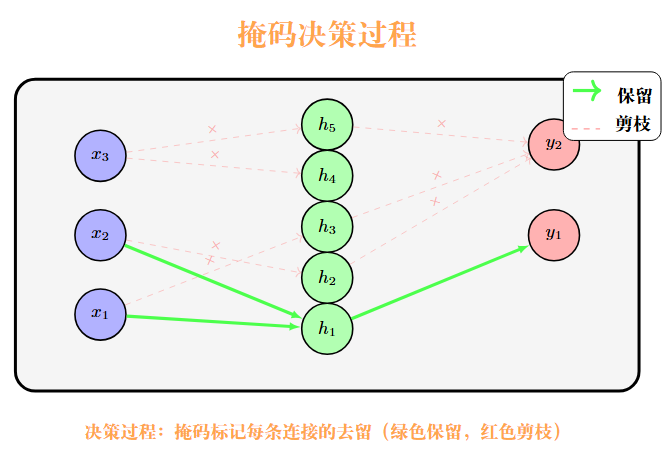 掩码决策过程
保留
剪枝
x3
h5
y2
h4
x2
h3
y1
h2
x1
h1
决策过程：掩码标记每条连接的去留（绿色保留，红色剪枝）